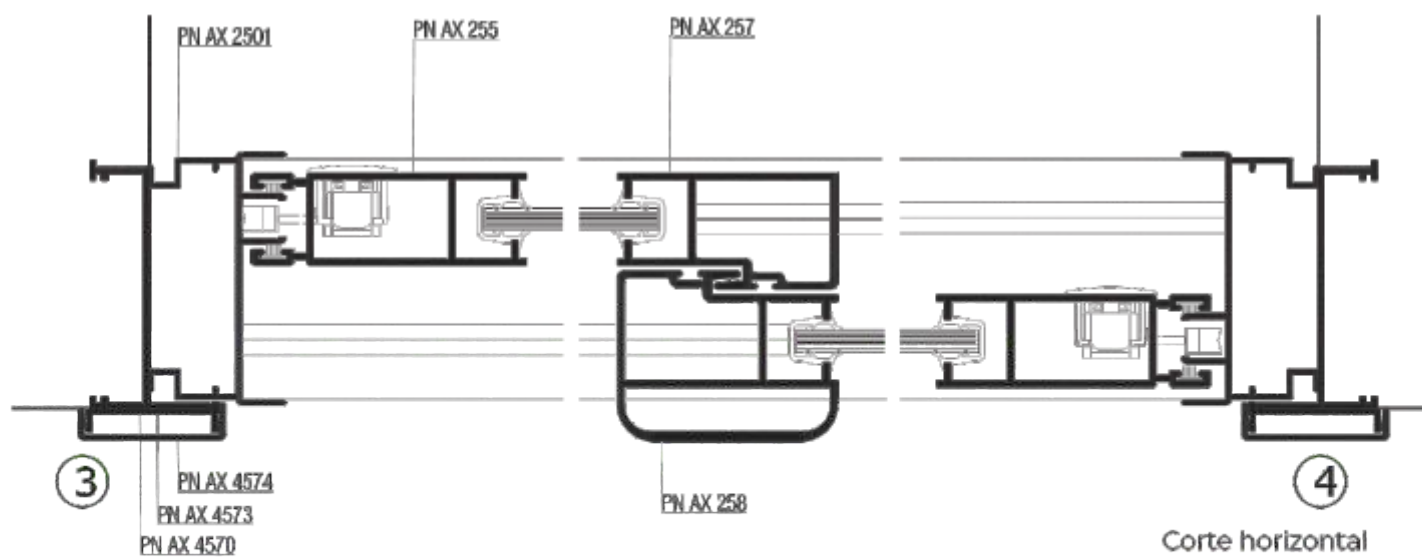 PN AX 2501
PN AX 255
PN AX 257
3
4
PN AX 4574
PN AX 4573
PN AX 4570
PN AX 258
Corte horizontal